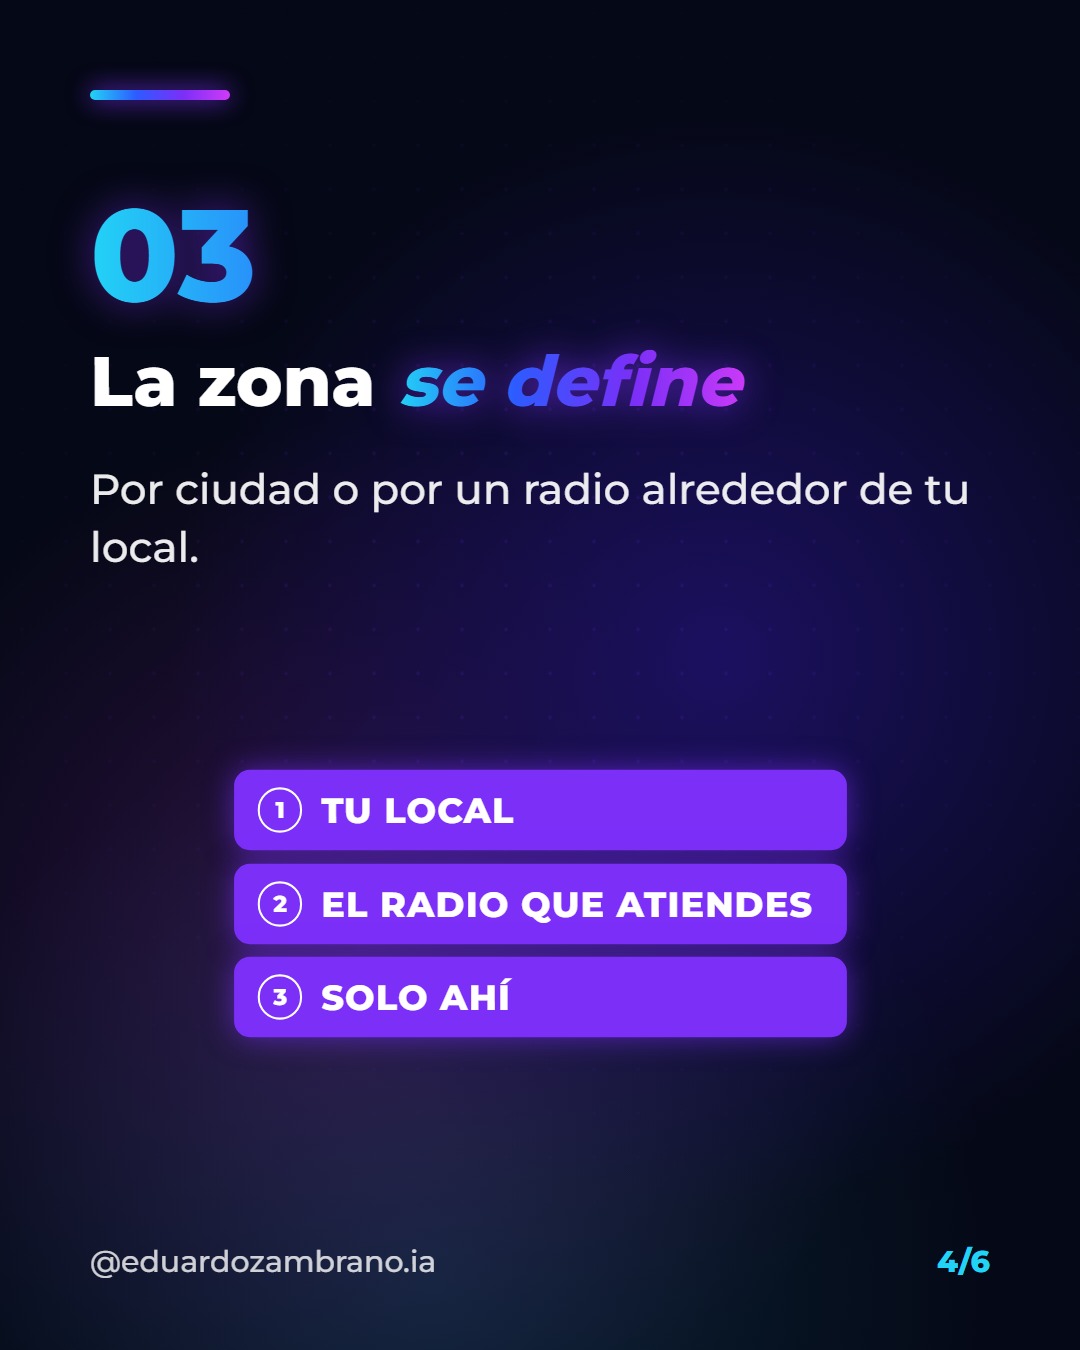 03
La zona se define
Por ciudad o por un radio alrededor de tu
local.
1 TU LOCAL
2 EL RADIO QUE ATIENDES
3 SOLO AHÍ
@eduardozambrano.ia
4/6